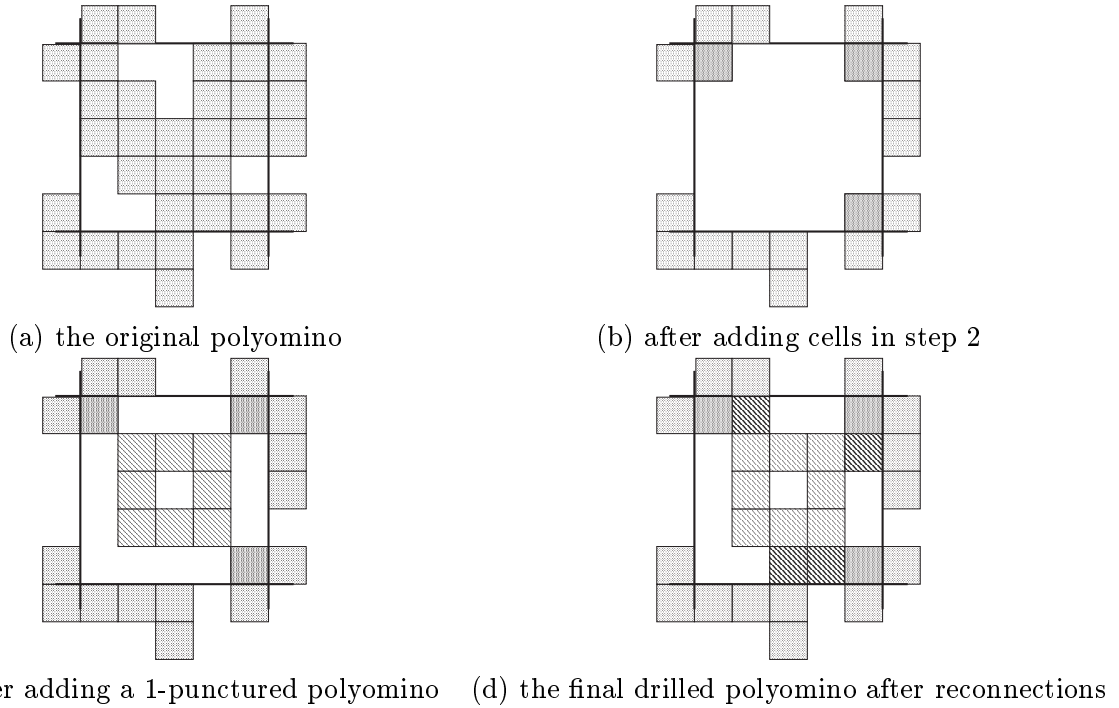 (a) the original polyomino
(b) after adding cells in step 2
adding a 1-punctured polyomino
(d) the final drilled polyomino after reconnections